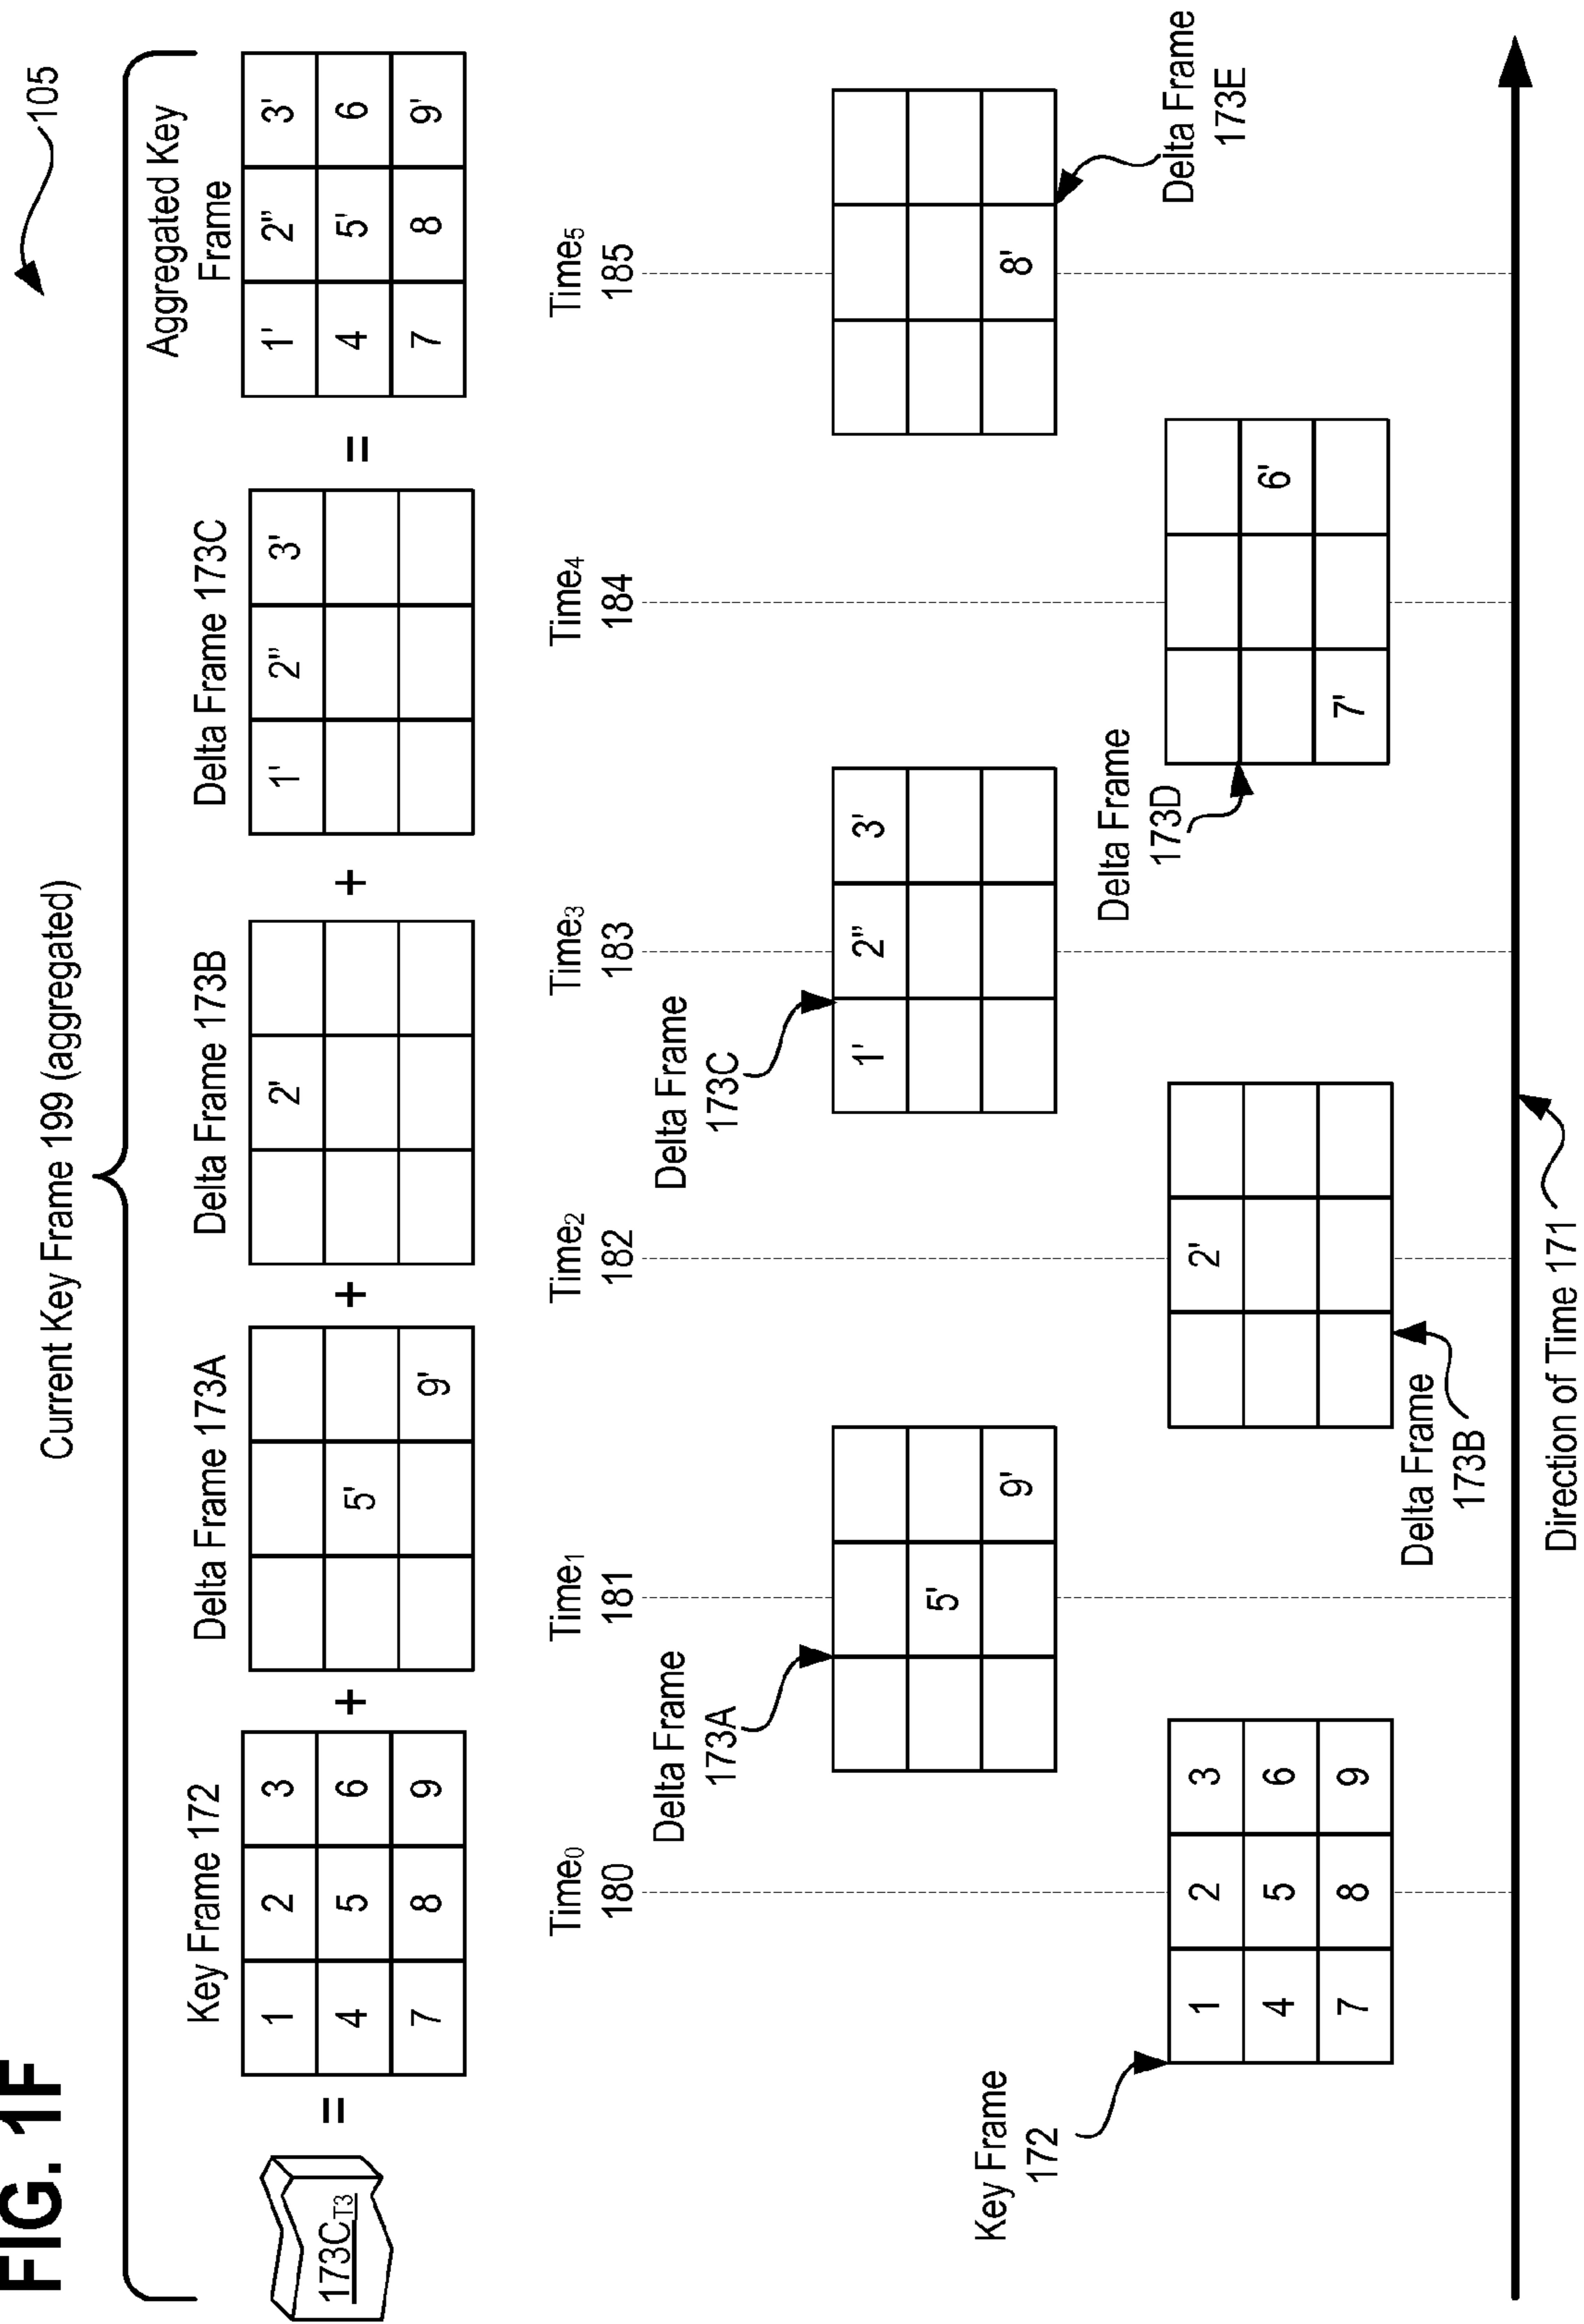 FIG. 1F
105
Current Key Frame 199 (aggregated)
173C_T3
=
Key Frame 172
1 2 3
4 5 6
7 8 9
+
Delta Frame 173A
5'
9'
+
Delta Frame 173B
2'
+
Delta Frame 173C
1' 2" 3'
=
Aggregated Key
Frame
1' 2" 3'
4 5' 6
7 8 9'
Time0
180
Time1
181
Time2
182
Time3
183
Time4
184
Time5
185
Key Frame
172
1 2 3
4 5 6
7 8 9
Delta Frame
173A
5'
9'
Delta Frame
173B
2'
Delta Frame
173C
1' 2" 3'
Delta Frame
173D
6'
7'
Delta Frame
173E
8'
Direction of Time 171